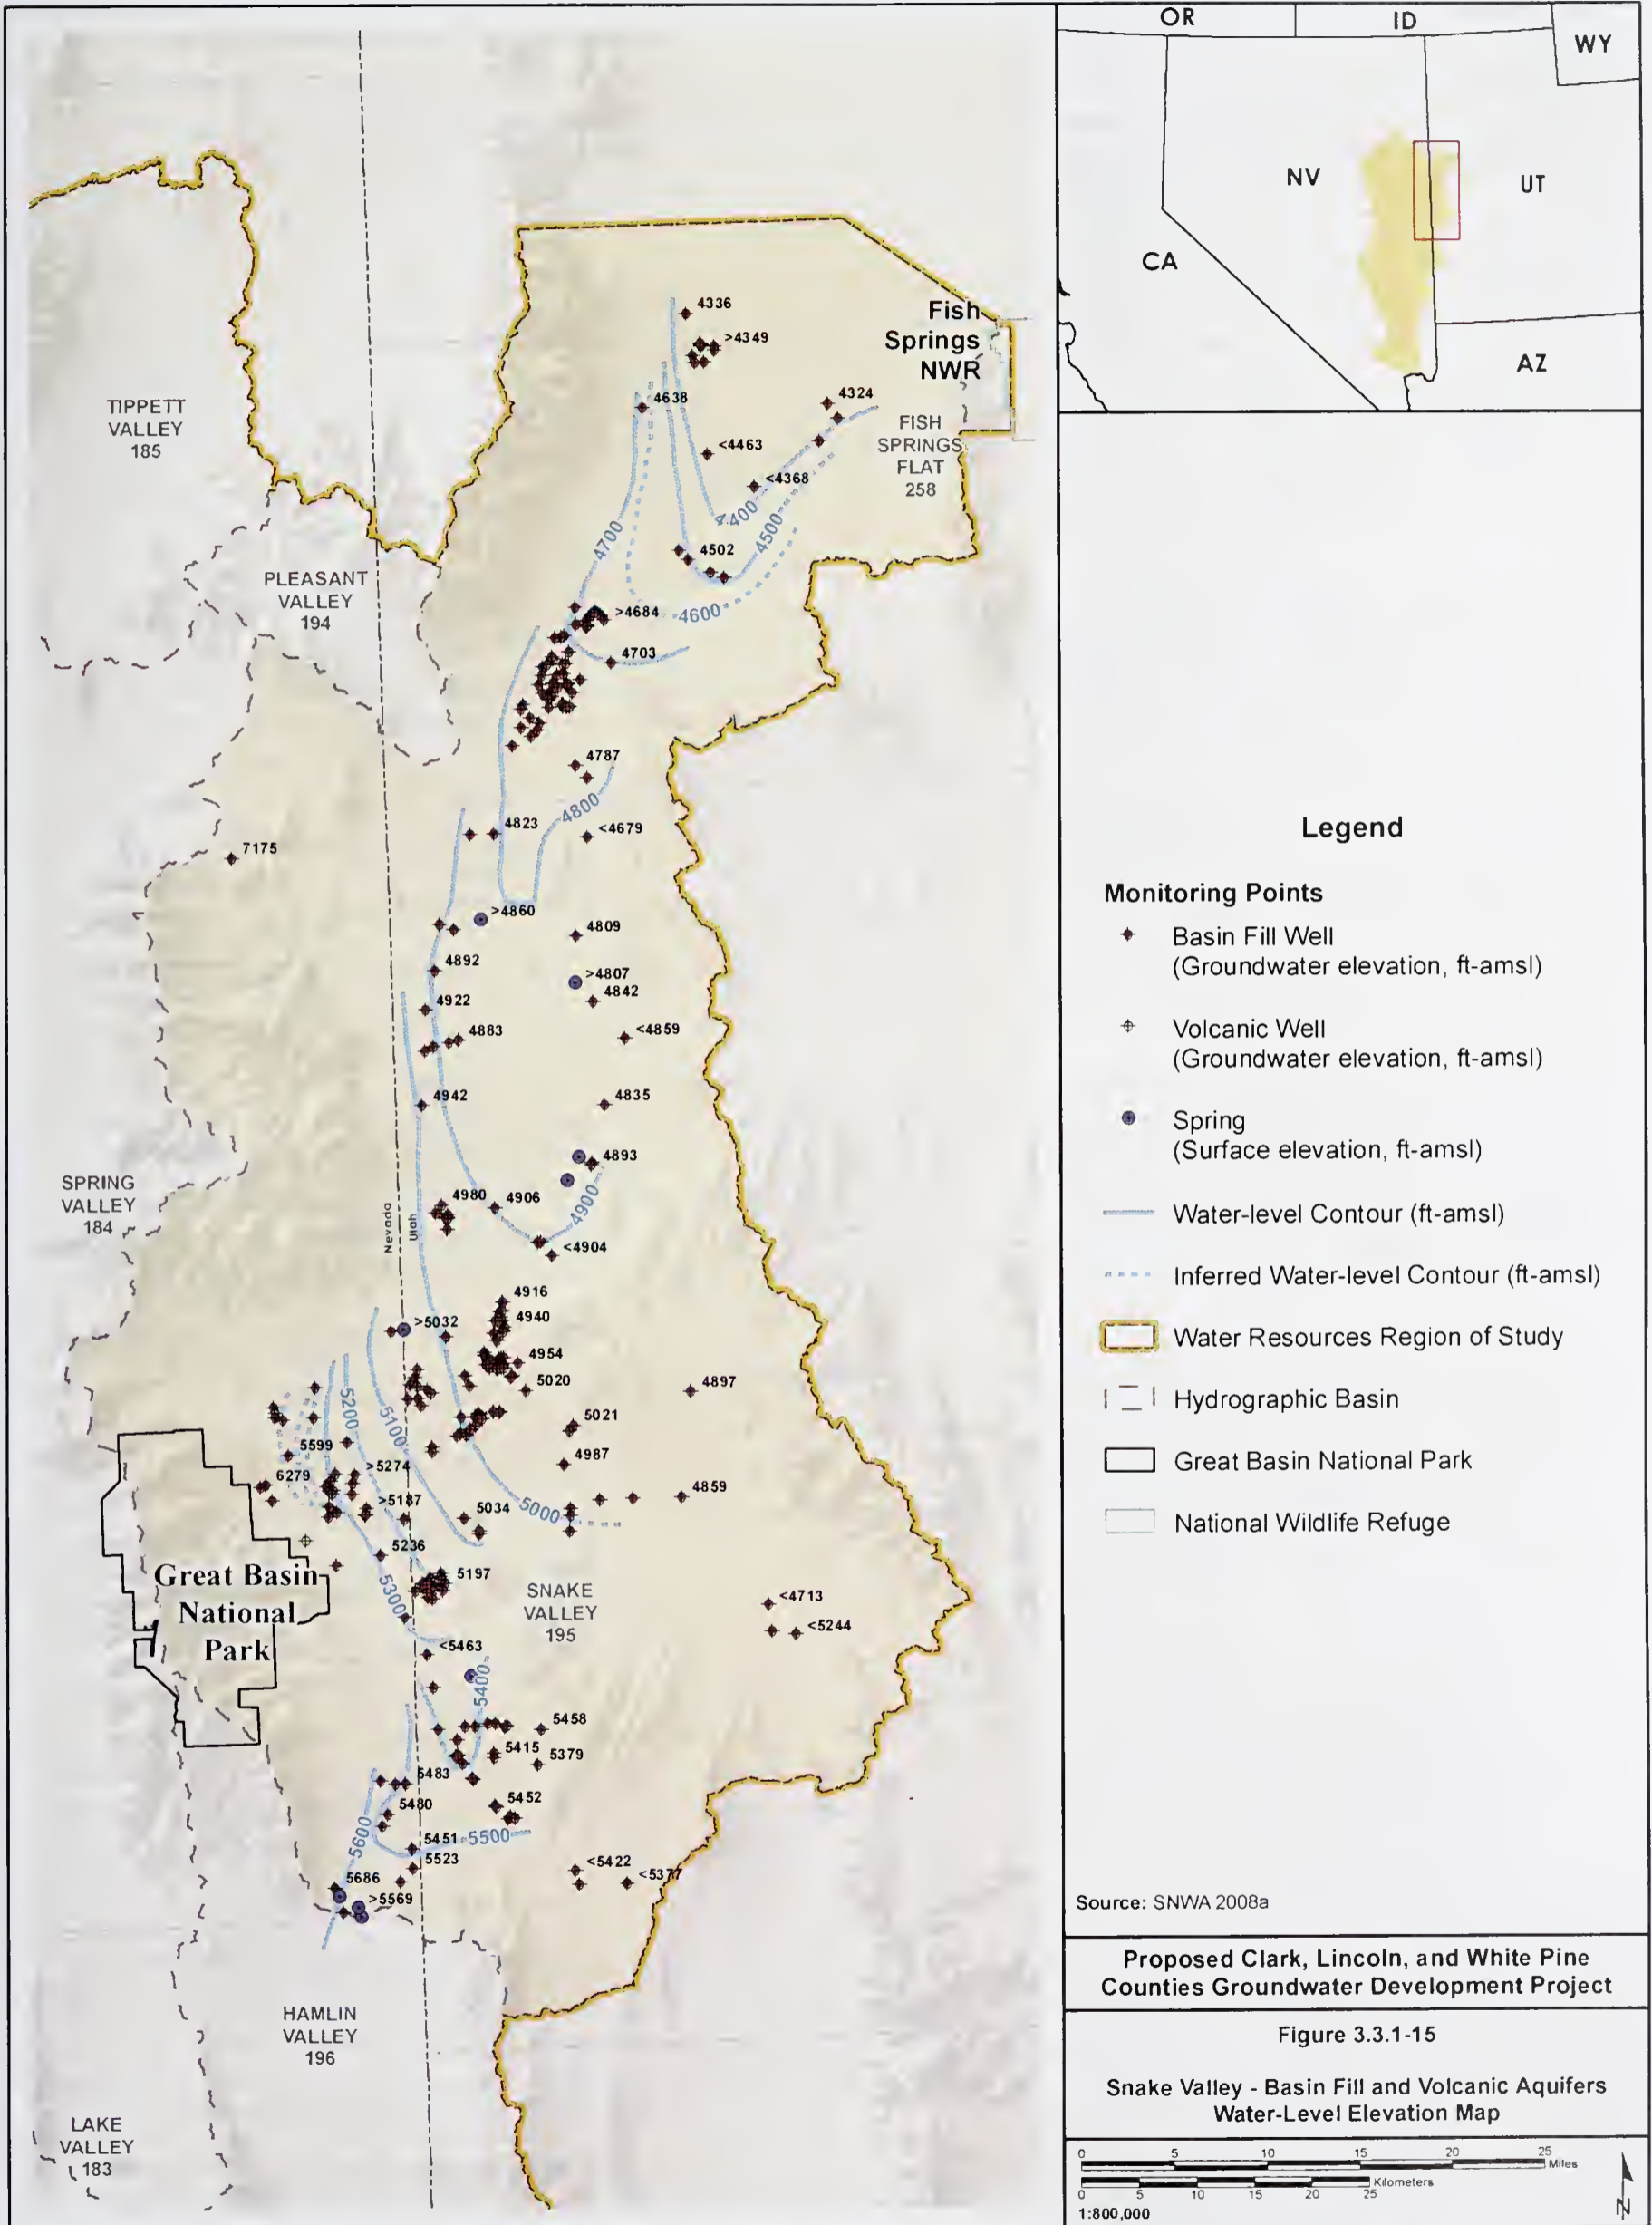 OR
ID
WY
NV
UT
CA
AZ
4336
>4349
Fish
Springs
NWR
4638
4324
FISH
SPRINGS
FLAT
258
<4463
<4368
4400
4500
4700
4502
4600
TIPPETT
VALLEY
185
PLEASANT
VALLEY
194
>4684
4703
4787
4800
4823
<4679
7175
>4860
4809
4892
>4807
4842
4922
4883
<4859
4942
4835
4893
SPRING
VALLEY
184
Nevada
Utah
4980
4906
4900
<4904
4916
4940
>5032
4954
5020
4897
5200
5100
5021
5599
4987
6279
>5274
4859
>5187
5034
5000
5236
5197
Great Basin
National
Park
5300
SNAKE
VALLEY
195
<4713
<5244
<5463
5400
5458
5415
5379
5483
5480
5452
5600
5451
5500
5523
<5422
<5377
5686
>5569
HAMLIN
VALLEY
196
LAKE
VALLEY
183
Legend
Monitoring Points
Basin Fill Well
(Groundwater elevation, ft-amsl)
Volcanic Well
(Groundwater elevation, ft-amsl)
Spring
(Surface elevation, ft-amsl)
Water-level Contour (ft-amsl)
Inferred Water-level Contour (ft-amsl)
Water Resources Region of Study
Hydrographic Basin
Great Basin National Park
National Wildlife Refuge
Source: SNWA 2008a
Proposed Clark, Lincoln, and White Pine
Counties Groundwater Development Project
Figure 3.3.1-15
Snake Valley - Basin Fill and Volcanic Aquifers
Water-Level Elevation Map
0 5 10 15 20 25
Miles
Kilometers
0 5 10 15 20 25
1:800,000
N